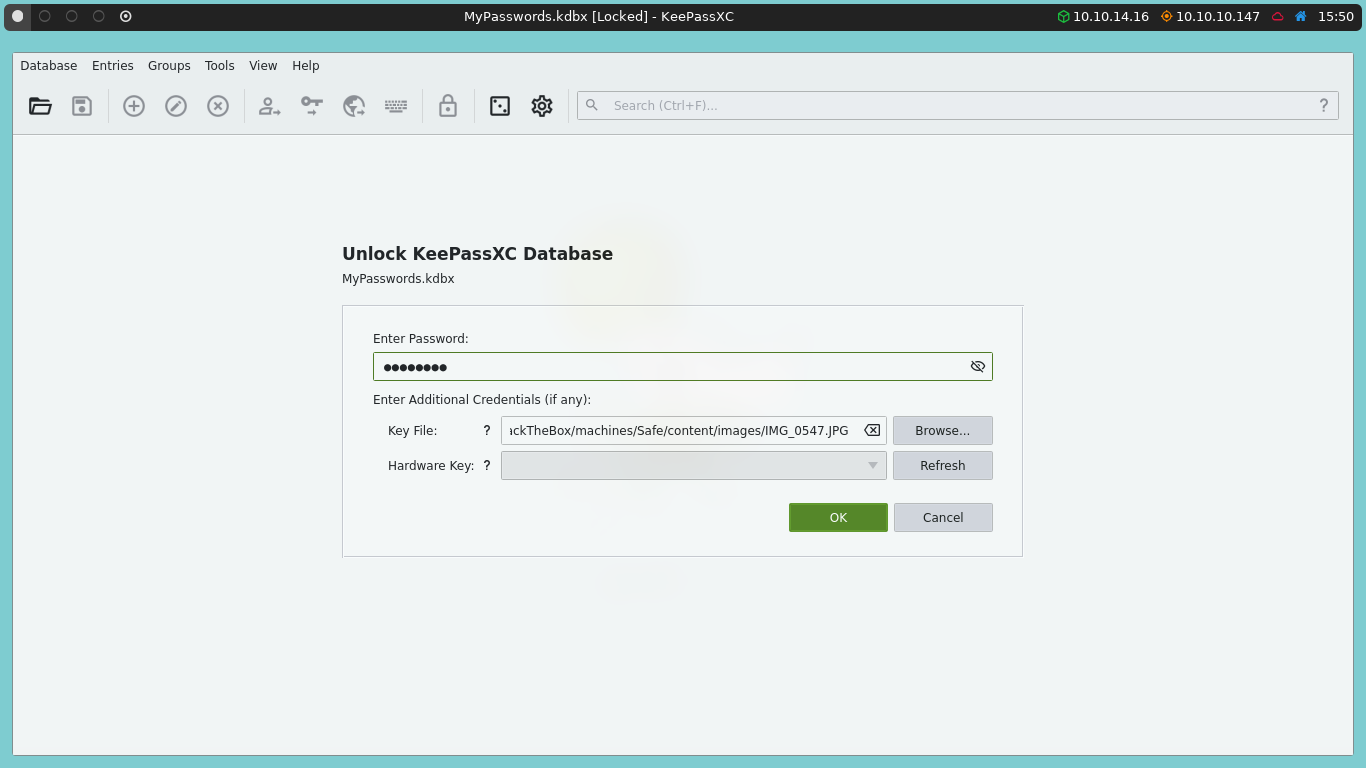 MyPasswords.kdbx [Locked] - KeePassXC 10.10.14.16 10.10.10.147 15:50
Database Entries Groups Tools View Help
Search (Ctrl+F)... ?
Unlock KeePassXC Database
MyPasswords.kdbx
Enter Password:
●●●●●●●●
Enter Additional Credentials (if any):
Key File: ? ackTheBox/machines/Safe/content/images/IMG_0547.JPG Browse...
Hardware Key: ? Refresh
OK Cancel